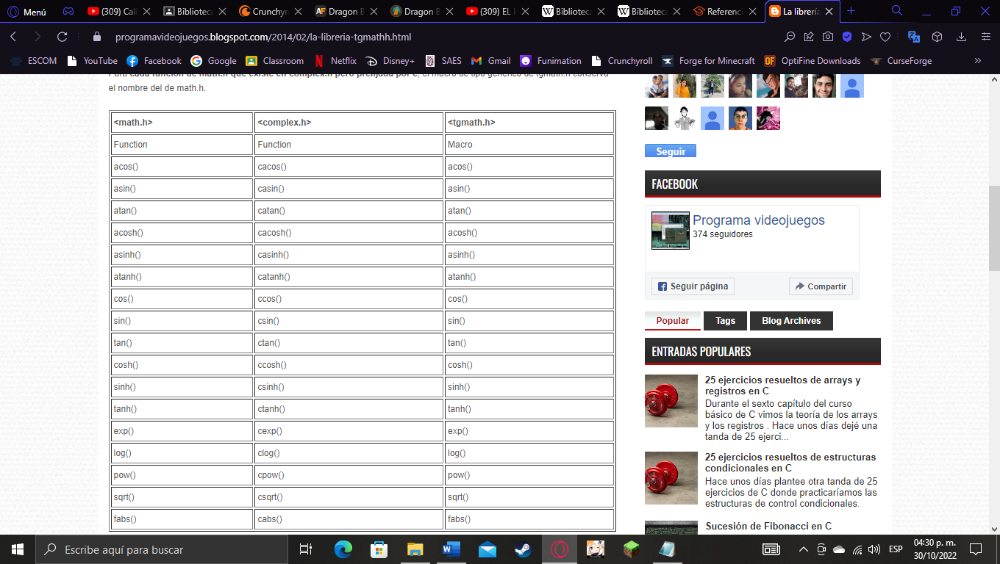 Menú
(309) Call
Biblioteca
Crunchyr
Dragon B
Dragon B
(309) EL I
Biblioteca
Biblioteca
Referenci
La librería
programavideojuegos.blogspot.com/2014/02/la-libreria-tgmathh.html
ESCOM
YouTube
Facebook
Google
Classroom
Netflix
Disney+
SAES
Gmail
Funimation
Crunchyroll
Forge for Minecraft
OptiFine Downloads
CurseForge
»
Para cada función de math.h que existe en complex.h pero prefijada por c, el macro de tipo genérico de tgmath.h conserva
el nombre del de math.h.
<math.h> <complex.h> <tgmath.h>
Function Function Macro
acos() cacos() acos()
asin() casin() asin()
atan() catan() atan()
acosh() cacosh() acosh()
asinh() casinh() asinh()
atanh() catanh() atanh()
cos() ccos() cos()
sin() csin() sin()
tan() ctan() tan()
cosh() ccosh() cosh()
sinh() csinh() sinh()
tanh() ctanh() tanh()
exp() cexp() exp()
log() clog() log()
pow() cpow() pow()
sqrt() csqrt() sqrt()
fabs() cabs() fabs()
Seguir
FACEBOOK
Programa videojuegos
374 seguidores
Seguir página
Compartir
Popular
Tags
Blog Archives
ENTRADAS POPULARES
25 ejercicios resueltos de arrays y
registros en C
Durante el sexto capítulo del curso
básico de C vimos la teoría de los arrays
y los registros . Hace unos días dejé una
tanda de 25 ejerci...
25 ejercicios resueltos de estructuras
condicionales en C
Hace unos días plantee otra tanda de 25
ejercicios de C donde practicaríamos las
estructuras de control condicionales.
Sucesión de Fibonacci en C
Escribe aquí para buscar
ESP
04:30 p. m.
30/10/2022